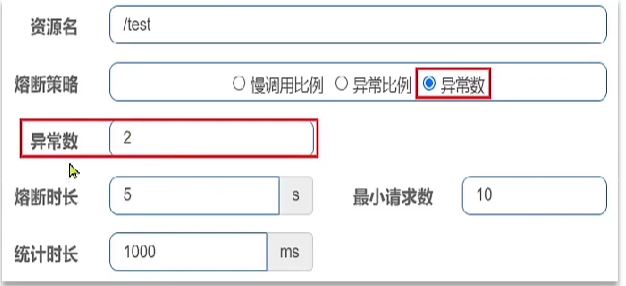 资源名 /test
熔断策略 慢调用比例 异常比例 异常数
异常数 2
熔断时长 5 s 最小请求数 10
统计时长 1000 ms